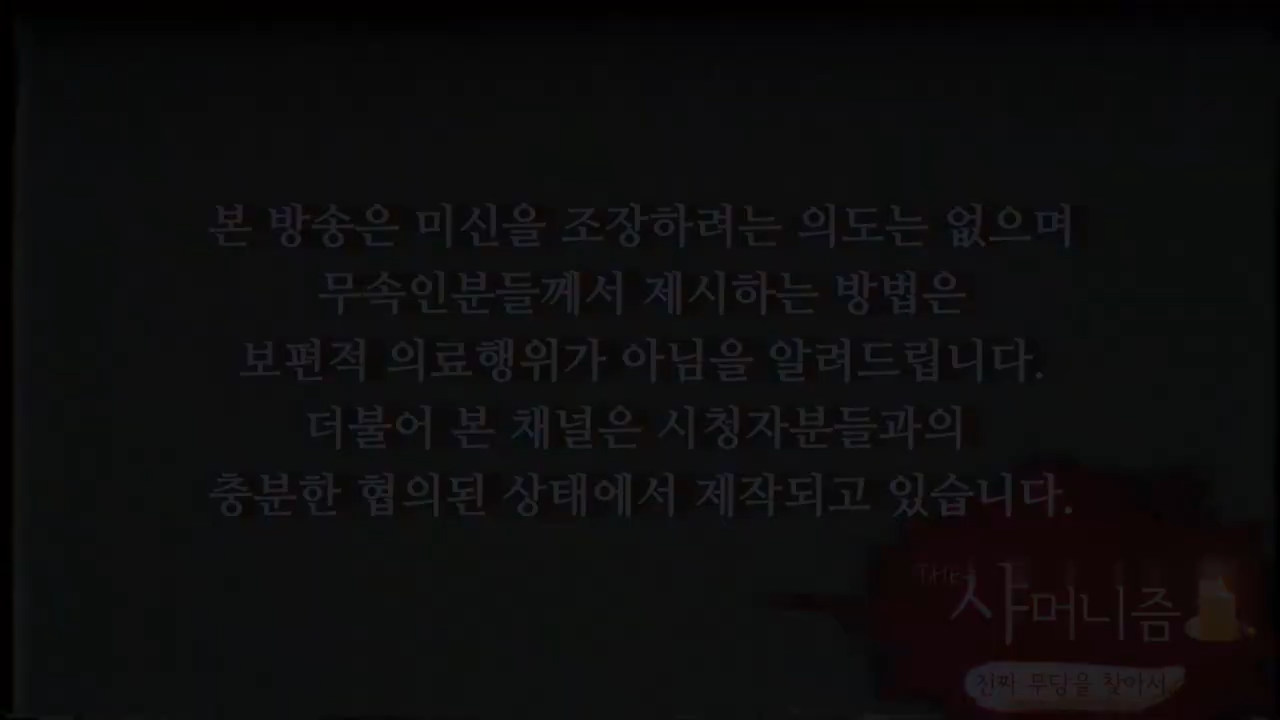 본 방송은 미신을 조장하려는 의도는 없으며
무속인분들께서 제시하는 방법은
보편적 의료행위가 아님을 알려드립니다.
더불어 본 채널은 시청자분들과의
충분한 협의된 상태에서 제작되고 있습니다.
THE 샤머니즘
진짜 무당을 찾아서